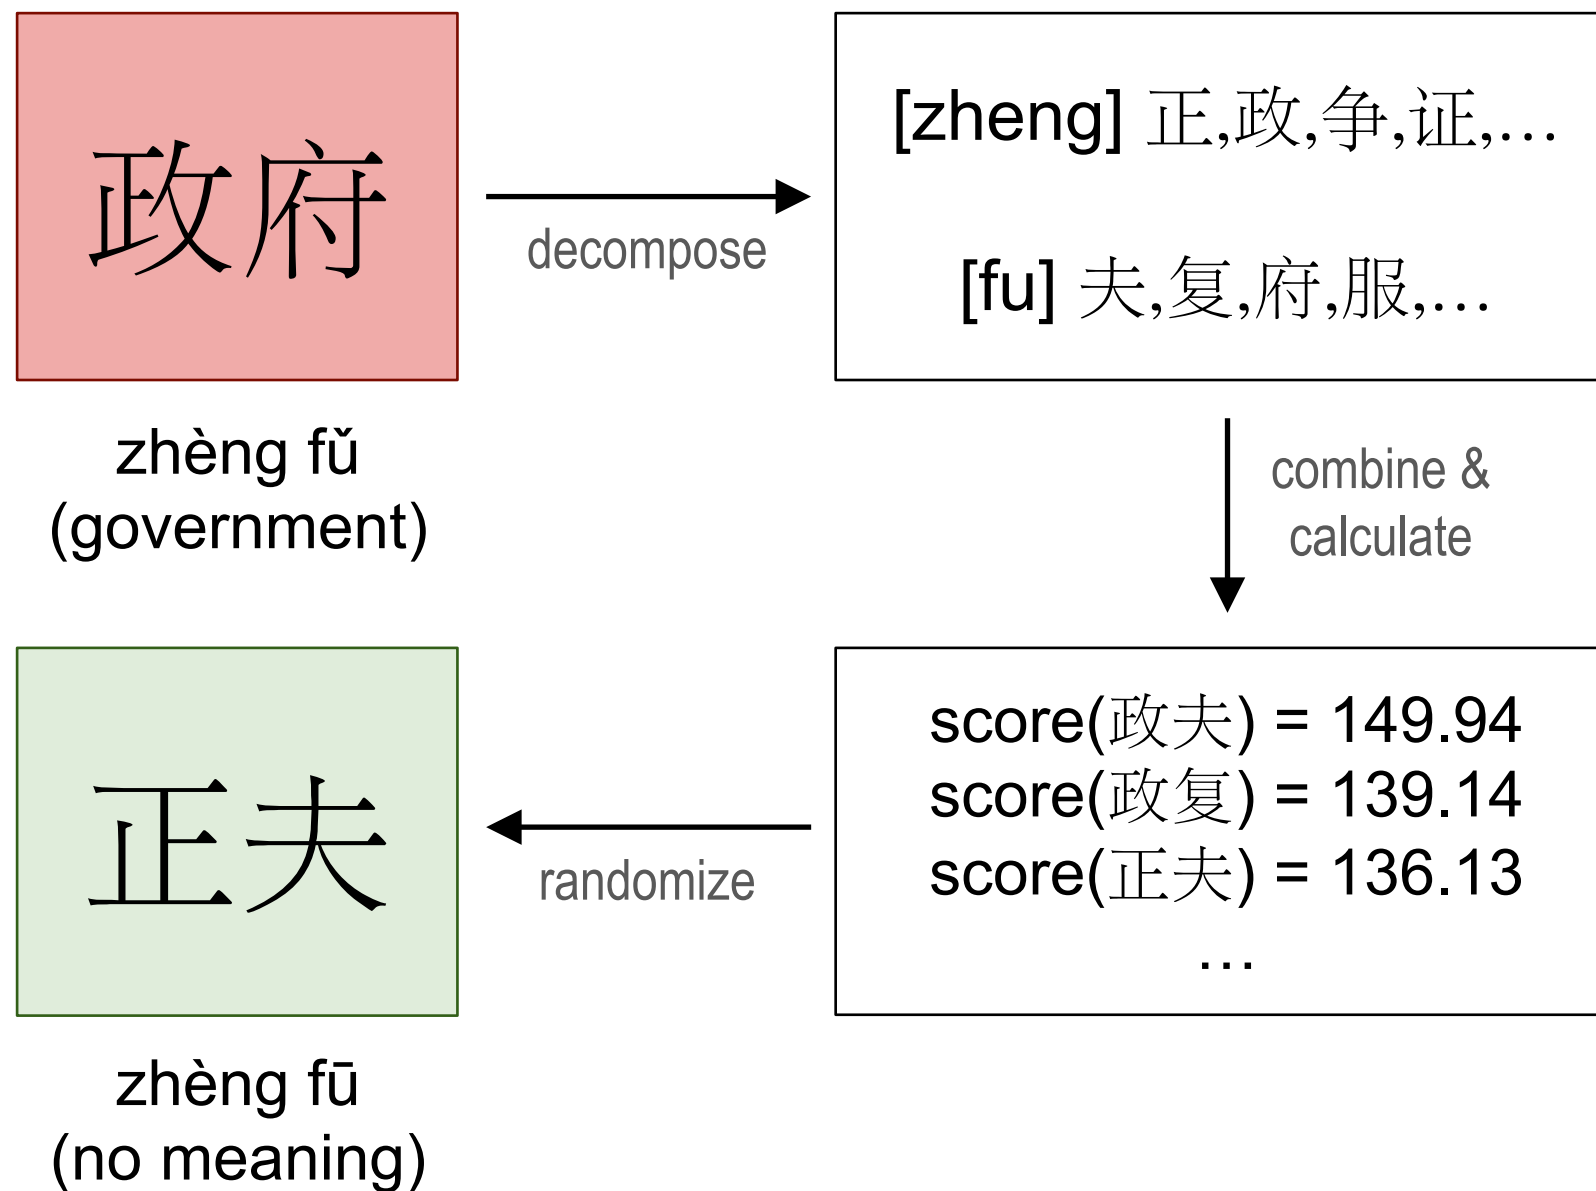 政府
zhèng fǔ
(government)
decompose
[zheng] 正,政,争,证,...
[fu] 夫,复,府,服,...
combine &
calculate
score(政夫) = 149.94
score(政复) = 139.14
score(正夫) = 136.13
...
randomize
正夫
zhèng fū
(no meaning)